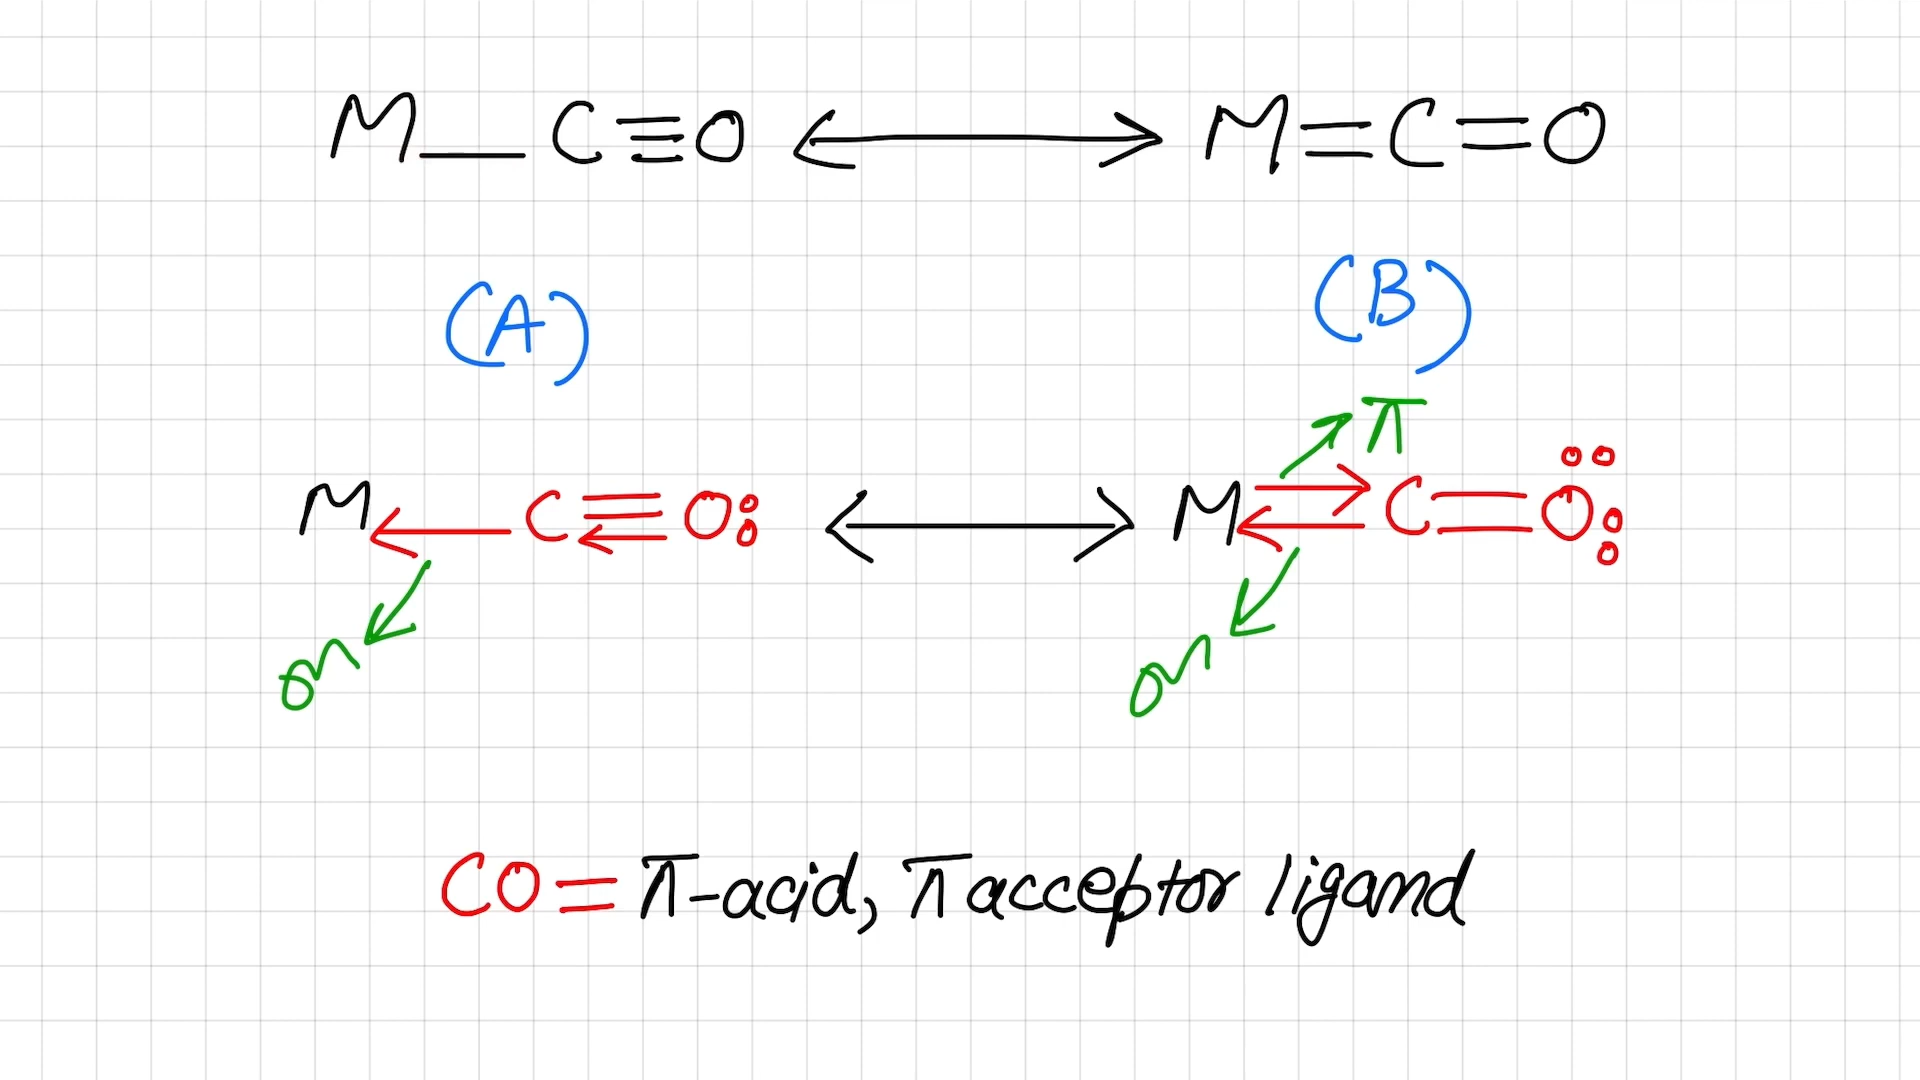 M—C≡O ⟷ M=C=O
(A) (B)
π
M←C≡O: ⟷ M⇄C=O::
σ σ
CO= π-acid, π acceptor ligand